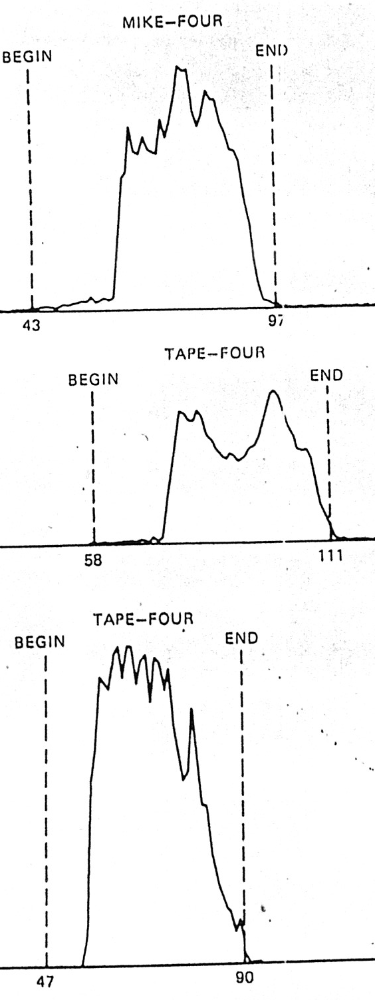 MIKE–FOUR
BEGIN
END
43
97
TAPE–FOUR
BEGIN
END
58
111
TAPE–FOUR
BEGIN
END
47
90